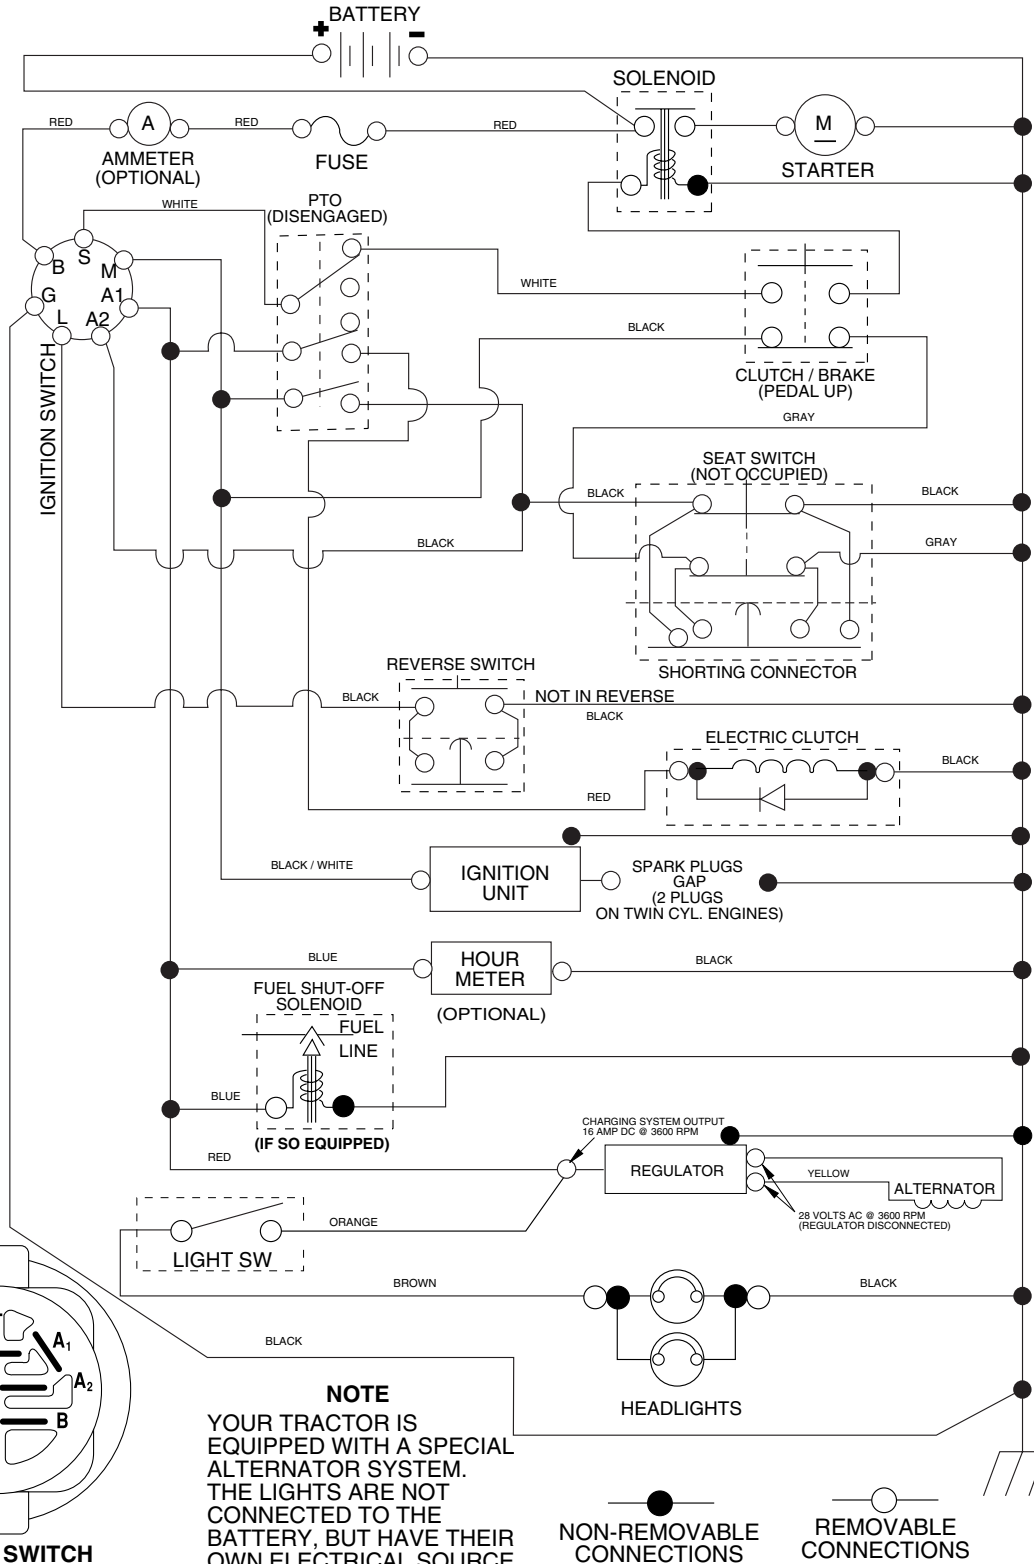 BATTERY
+ -
SOLENOID
RED
A
RED
RED
M
AMMETER
(OPTIONAL)
FUSE
STARTER
WHITE
PTO
(DISENGAGED)
B
S
M
G
A1
L
A2
IGNITION SWITCH
WHITE
BLACK
CLUTCH / BRAKE
(PEDAL UP)
GRAY
SEAT SWITCH
(NOT OCCUPIED)
BLACK
BLACK
BLACK
GRAY
SHORTING CONNECTOR
REVERSE SWITCH
BLACK
NOT IN REVERSE
BLACK
ELECTRIC CLUTCH
BLACK
RED
BLACK / WHITE
IGNITION
UNIT
SPARK PLUGS
GAP
(2 PLUGS
ON TWIN CYL. ENGINES)
BLUE
HOUR
METER
BLACK
(OPTIONAL)
FUEL SHUT-OFF
SOLENOID
FUEL
LINE
BLUE
(IF SO EQUIPPED)
CHARGING SYSTEM OUTPUT
16 AMP DC @ 3600 RPM
RED
REGULATOR
YELLOW
ALTERNATOR
28 VOLTS AC @ 3600 RPM
(REGULATOR DISCONNECTED)
ORANGE
LIGHT SW
BROWN
BLACK
BLACK
HEADLIGHTS
A1
A2
B
SWITCH
NOTE
YOUR TRACTOR IS
EQUIPPED WITH A SPECIAL
ALTERNATOR SYSTEM.
THE LIGHTS ARE NOT
CONNECTED TO THE
BATTERY, BUT HAVE THEIR
OWN ELECTRICAL SOURCE
NON-REMOVABLE
CONNECTIONS
REMOVABLE
CONNECTIONS